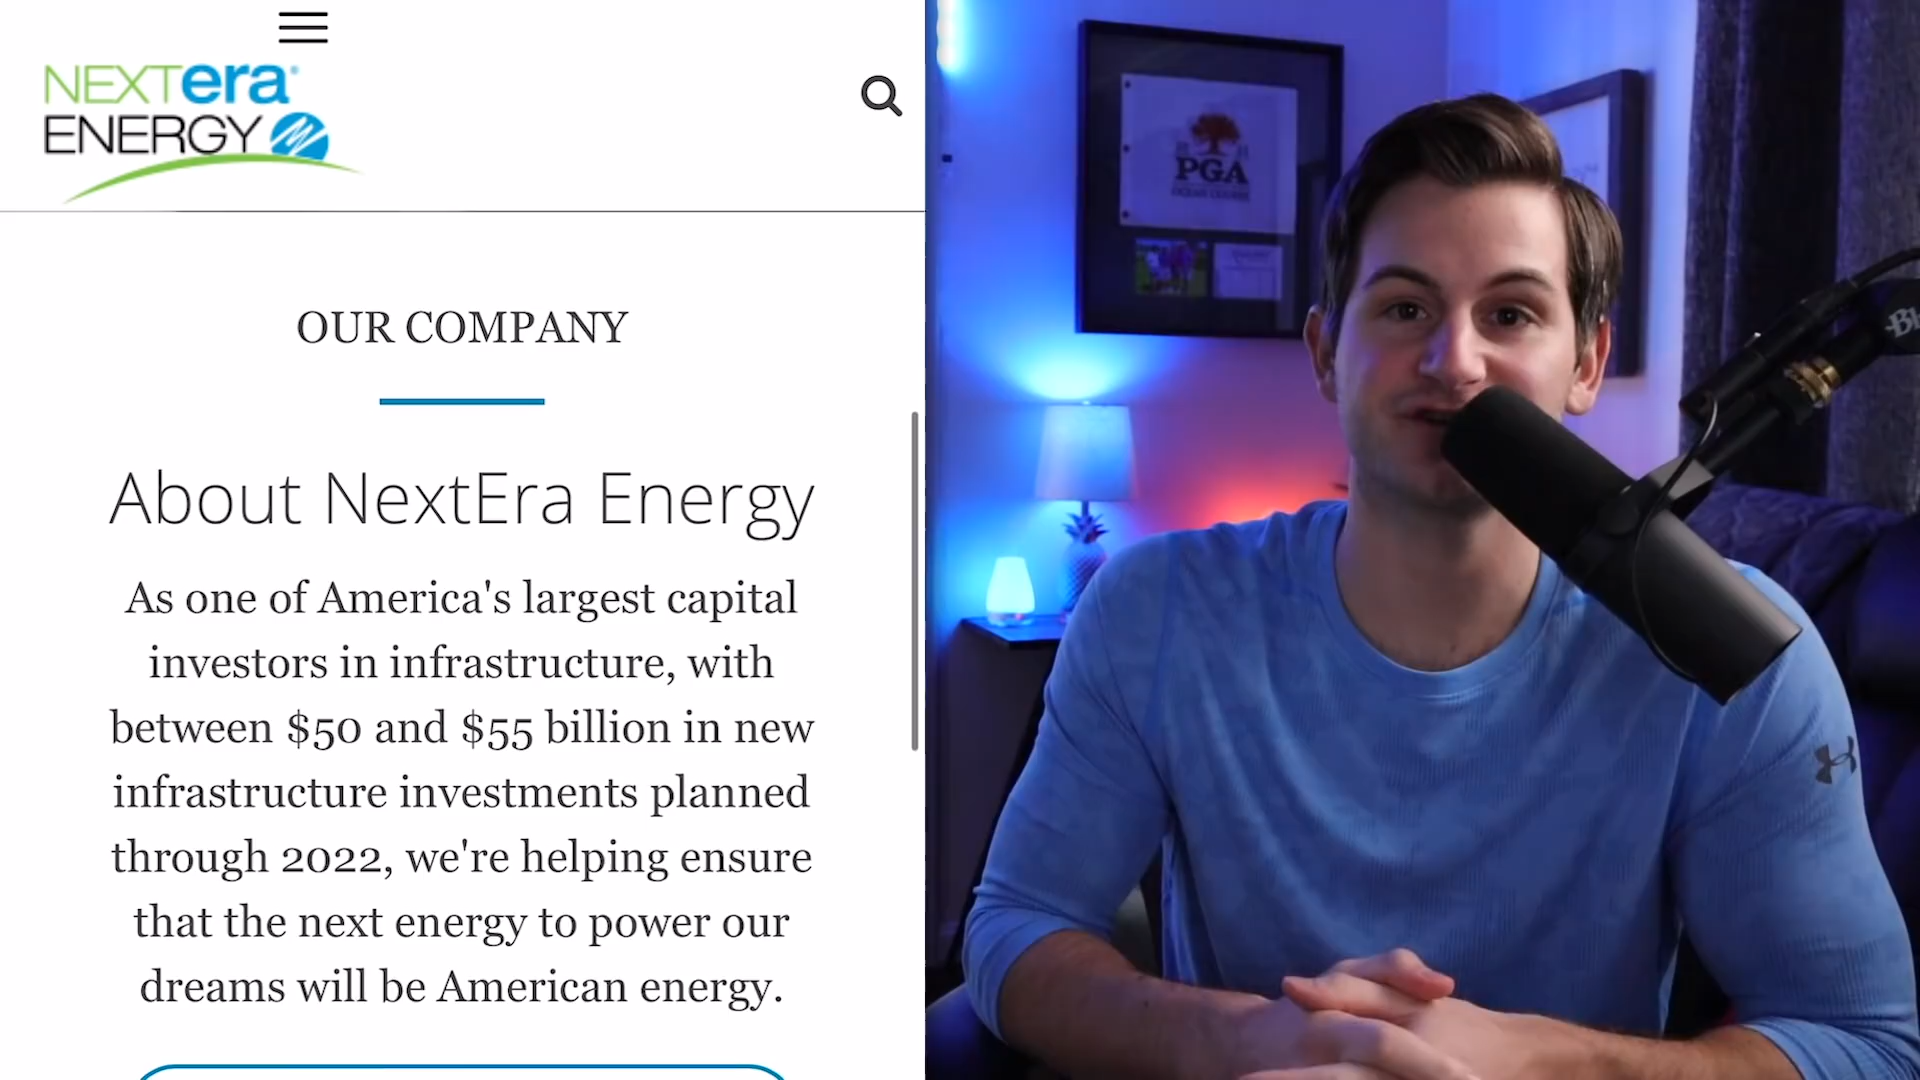 NEXTera
ENERGY
OUR COMPANY
About NextEra Energy
As one of America's largest capital
investors in infrastructure, with
between $50 and $55 billion in new
infrastructure investments planned
through 2022, we're helping ensure
that the next energy to power our
dreams will be American energy.
PGA